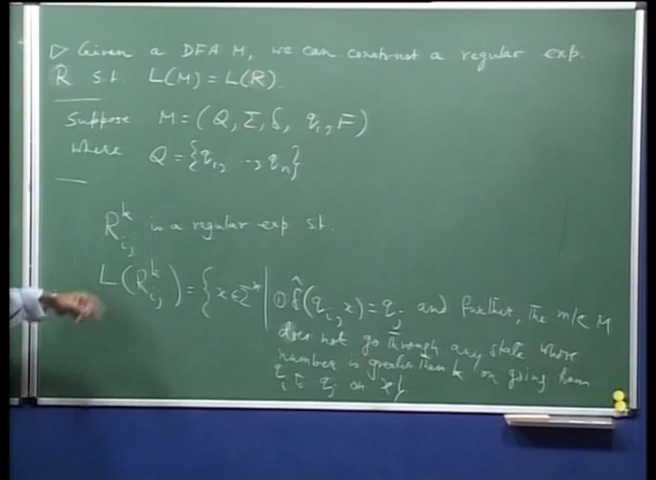 ▷ Given a DFA M, we can construct a regular exp.
R s.t. L(M) = L(R).
Suppose M = (Q, Σ, δ, q₁, F)
where Q = {q₁, .., qₙ}
Rᵏᵢ,ⱼ is a regular exp s.t.
L(Rᵏᵢ,ⱼ) = { x ∈ Σ* | ① δ̂(qᵢ, x) = qⱼ and further, the m/c M
does not go through any state whose
number is greater than k on going from
qᵢ to qⱼ on x}